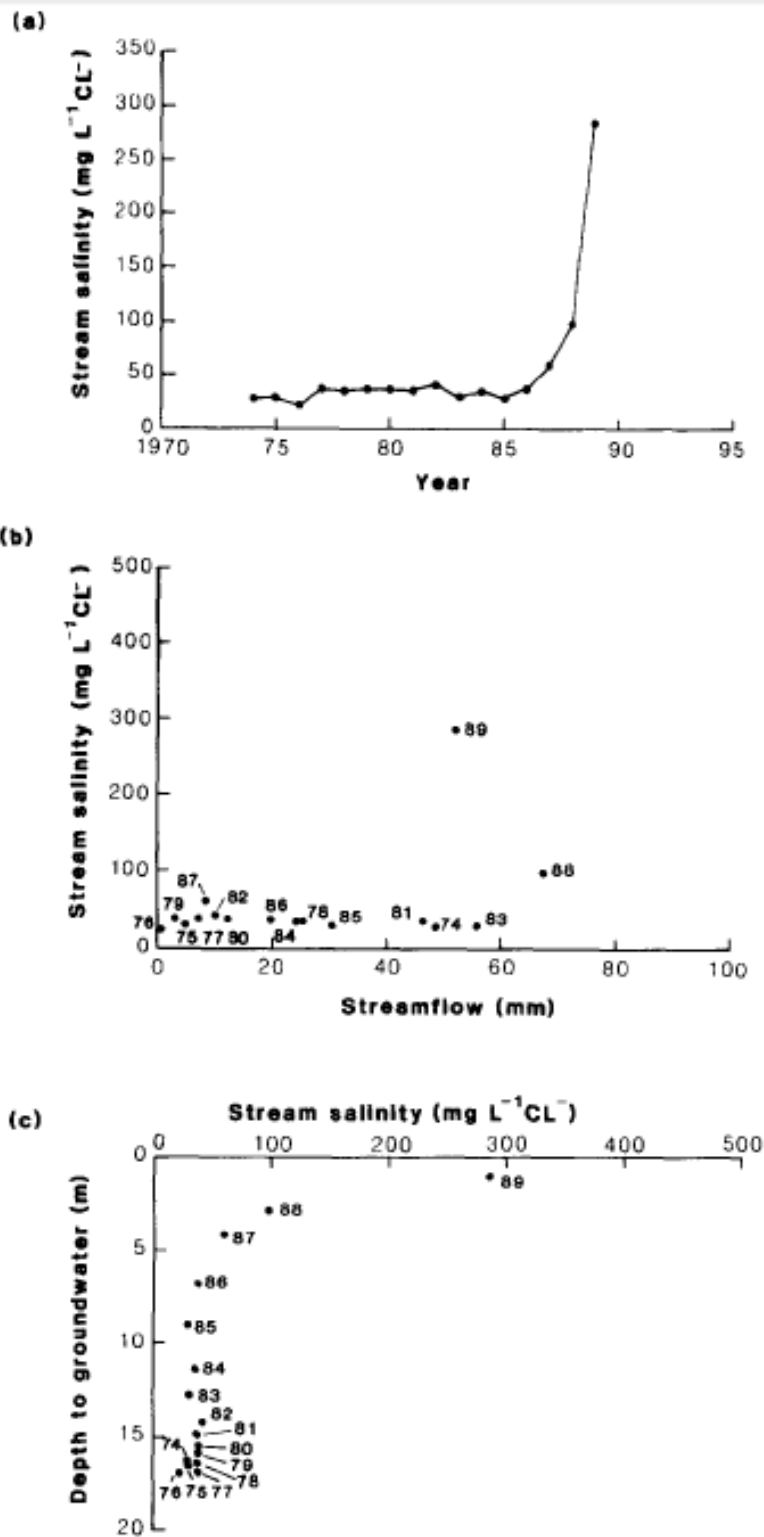 (a)
Stream salinity (mg L⁻¹CL⁻)
350
300
250
200
150
100
50
0
1970 75 80 85 90 95
Year
(b)
Stream salinity (mg L⁻¹CL⁻)
500
400
300
200
100
0
89
88
87 82
79 86 78 85 81 74 83
76
75 77 80 84
0 20 40 60 80 100
Streamflow (mm)
(c)
Stream salinity (mg L⁻¹CL⁻)
0 100 200 300 400 500
Depth to groundwater (m)
0
5
10
15
20
89
88
87
86
85
84
83
82
81
74 80
79
76 75 77 78